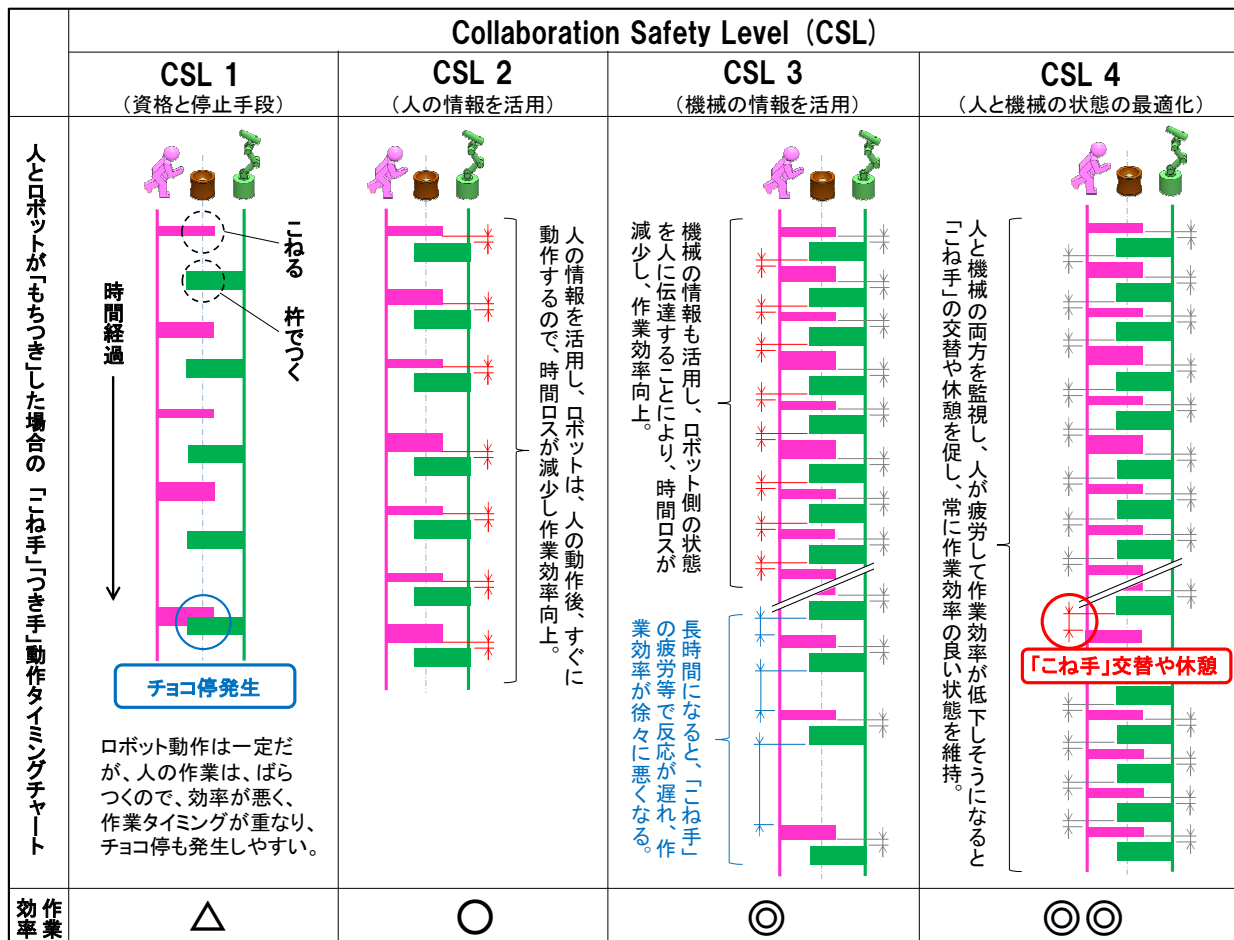 Collaboration Safety Level (CSL)
CSL 1
(資格と停止手段)
CSL 2
(人の情報を活用)
CSL 3
(機械の情報を活用)
CSL 4
(人と機械の状態の最適化)
人とロボットが「もちつき」した場合の「こね手」「つき手」動作タイミングチャート
時間経過
こねる
杵でつく
チョコ停発生
ロボット動作は一定だ
が、人の作業は、ばら
つくので、効率が悪く、
作業タイミングが重なり、
チョコ停も発生しやすい。
人の情報を活用し、ロボットは、人の動作後、すぐに
動作するので、時間ロスが減少し作業効率向上。
機械の情報も活用し、ロボット側の状態
を人に伝達することにより、時間ロスが
減少し、作業効率向上。
長時間になると、「こね手」
の疲労等で反応が遅れ、作
業効率が徐々に悪くなる。
人と機械の両方を監視し、人が疲労して作業効率が低下しそうになると
「こね手」の交替や休憩を促し、常に作業効率の良い状態を維持。
「こね手」交替や休憩
作業
効率
△
○
◎
◎◎